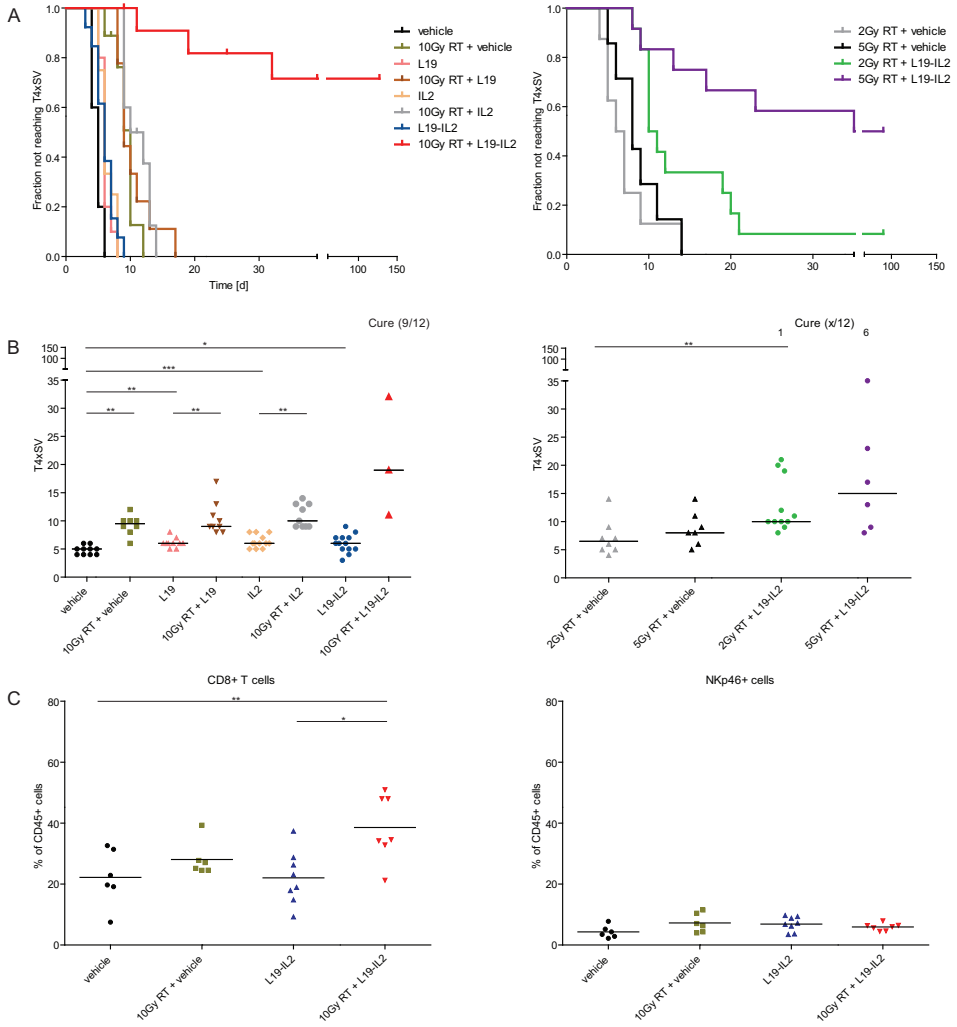 A
Fraction not reaching T4xSV
1.0
0.8
0.6
0.4
0.2
0.0
0 10 20 30 100 150
Time [d]
vehicle
10Gy RT + vehicle
L19
10Gy RT + L19
IL2
10Gy RT + IL2
L19-IL2
10Gy RT + L19-IL2
Fraction not reaching T4xSV
1.0
0.8
0.6
0.4
0.2
0.0
0 10 20 30 100 150
2Gy RT + vehicle
5Gy RT + vehicle
2Gy RT + L19-IL2
5Gy RT + L19-IL2
B
Cure (9/12)
T4xSV
150
100
35
30
25
20
15
10
5
0
*
***
**
** ** **
vehicle
10Gy RT + vehicle
L19
10Gy RT + L19
IL2
10Gy RT + IL2
L19-IL2
10Gy RT + L19-IL2
Cure (x/12)
1 6
T4xSV
150
100
35
30
25
20
15
10
5
0
**
2Gy RT + vehicle
5Gy RT + vehicle
2Gy RT + L19-IL2
5Gy RT + L19-IL2
C
CD8+ T cells
% of CD45+ cells
80
60
40
20
0
**
*
vehicle
10Gy RT + vehicle
L19-IL2
10Gy RT + L19-IL2
NKp46+ cells
% of CD45+ cells
80
60
40
20
0
vehicle
10Gy RT + vehicle
L19-IL2
10Gy RT + L19-IL2